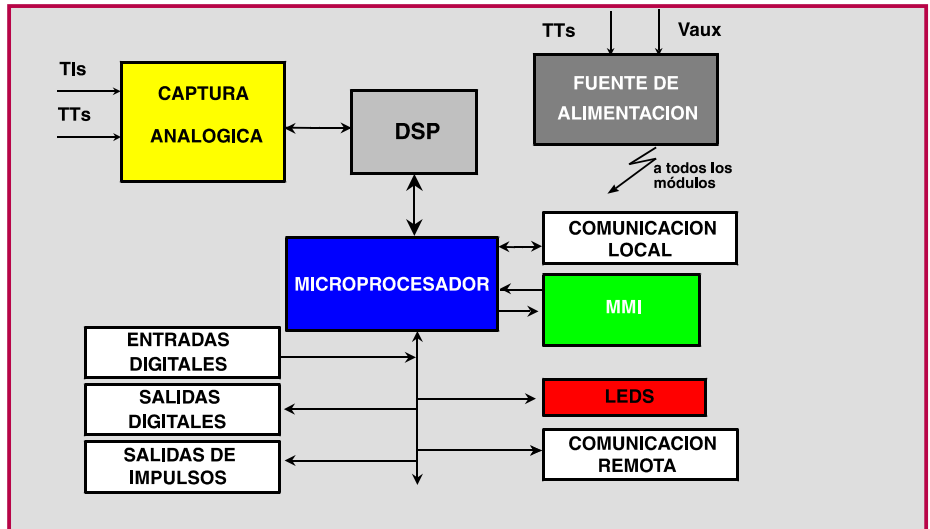 TTs
Vaux
TIs
TTs
CAPTURA
ANALOGICA
DSP
FUENTE DE
ALIMENTACION
a todos los
módulos
MICROPROCESADOR
COMUNICACION
LOCAL
MMI
ENTRADAS
DIGITALES
SALIDAS
DIGITALES
SALIDAS DE
IMPULSOS
LEDS
COMUNICACION
REMOTA